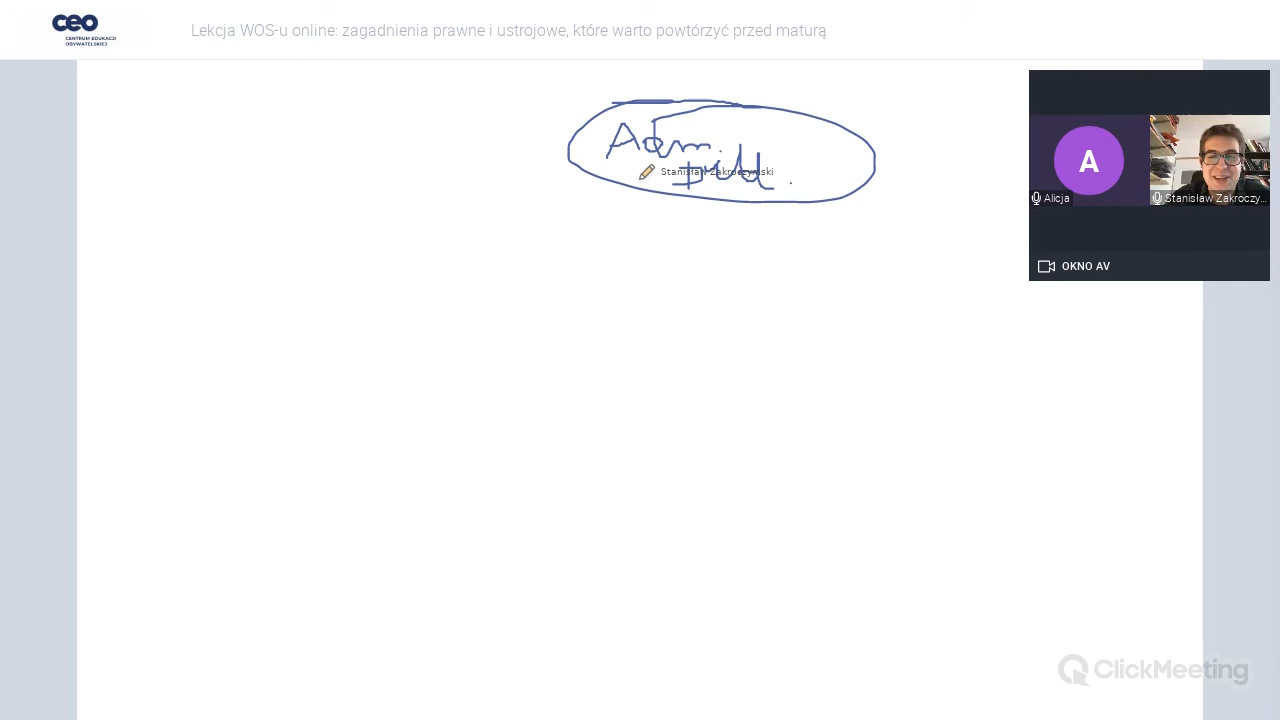 ceo
CENTRUM EDUKACJI
OBYWATELSKIEJ
Lekcja WOS-u online: zagadnienia prawne i ustrojowe, które warto powtórzyć przed maturą
Adm.
Stanisław Zakroczymski
A
Alicja
Stanisław Zakroczy...
OKNO AV
ClickMeeting